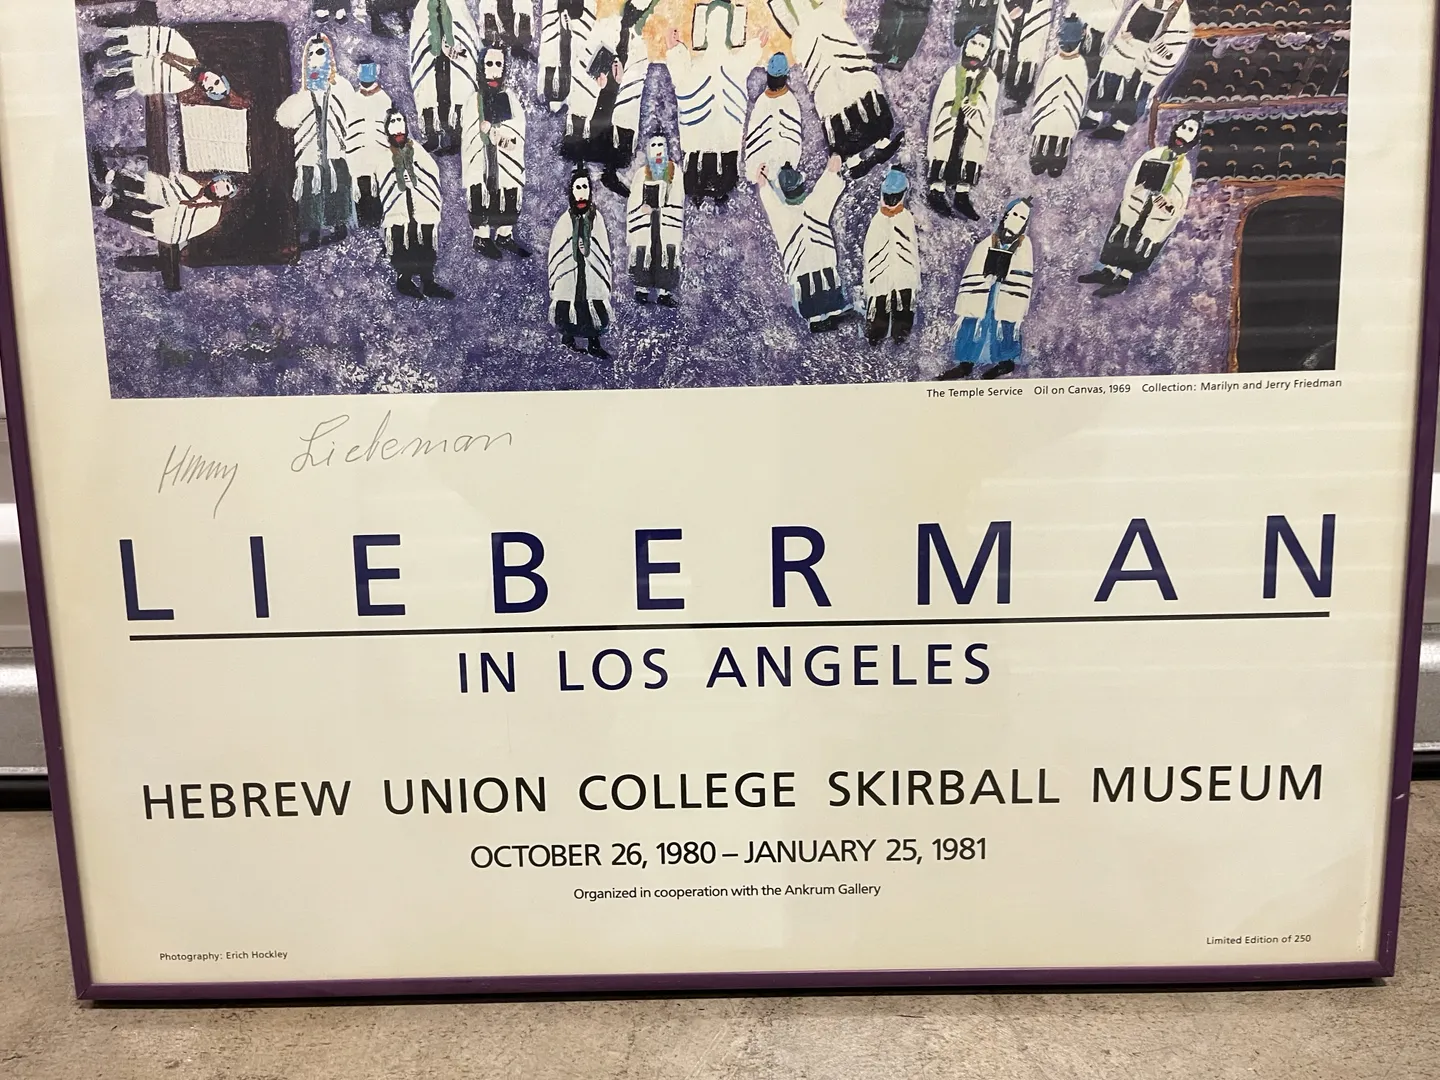 The Temple Service Oil on Canvas, 1969 Collection: Marilyn and Jerry Friedman
Harry Lieberman
LIEBERMAN
IN LOS ANGELES
HEBREW UNION COLLEGE SKIRBALL MUSEUM
OCTOBER 26, 1980 – JANUARY 25, 1981
Organized in cooperation with the Ankrum Gallery
Photography: Erich Hockley
Limited Edition of 250